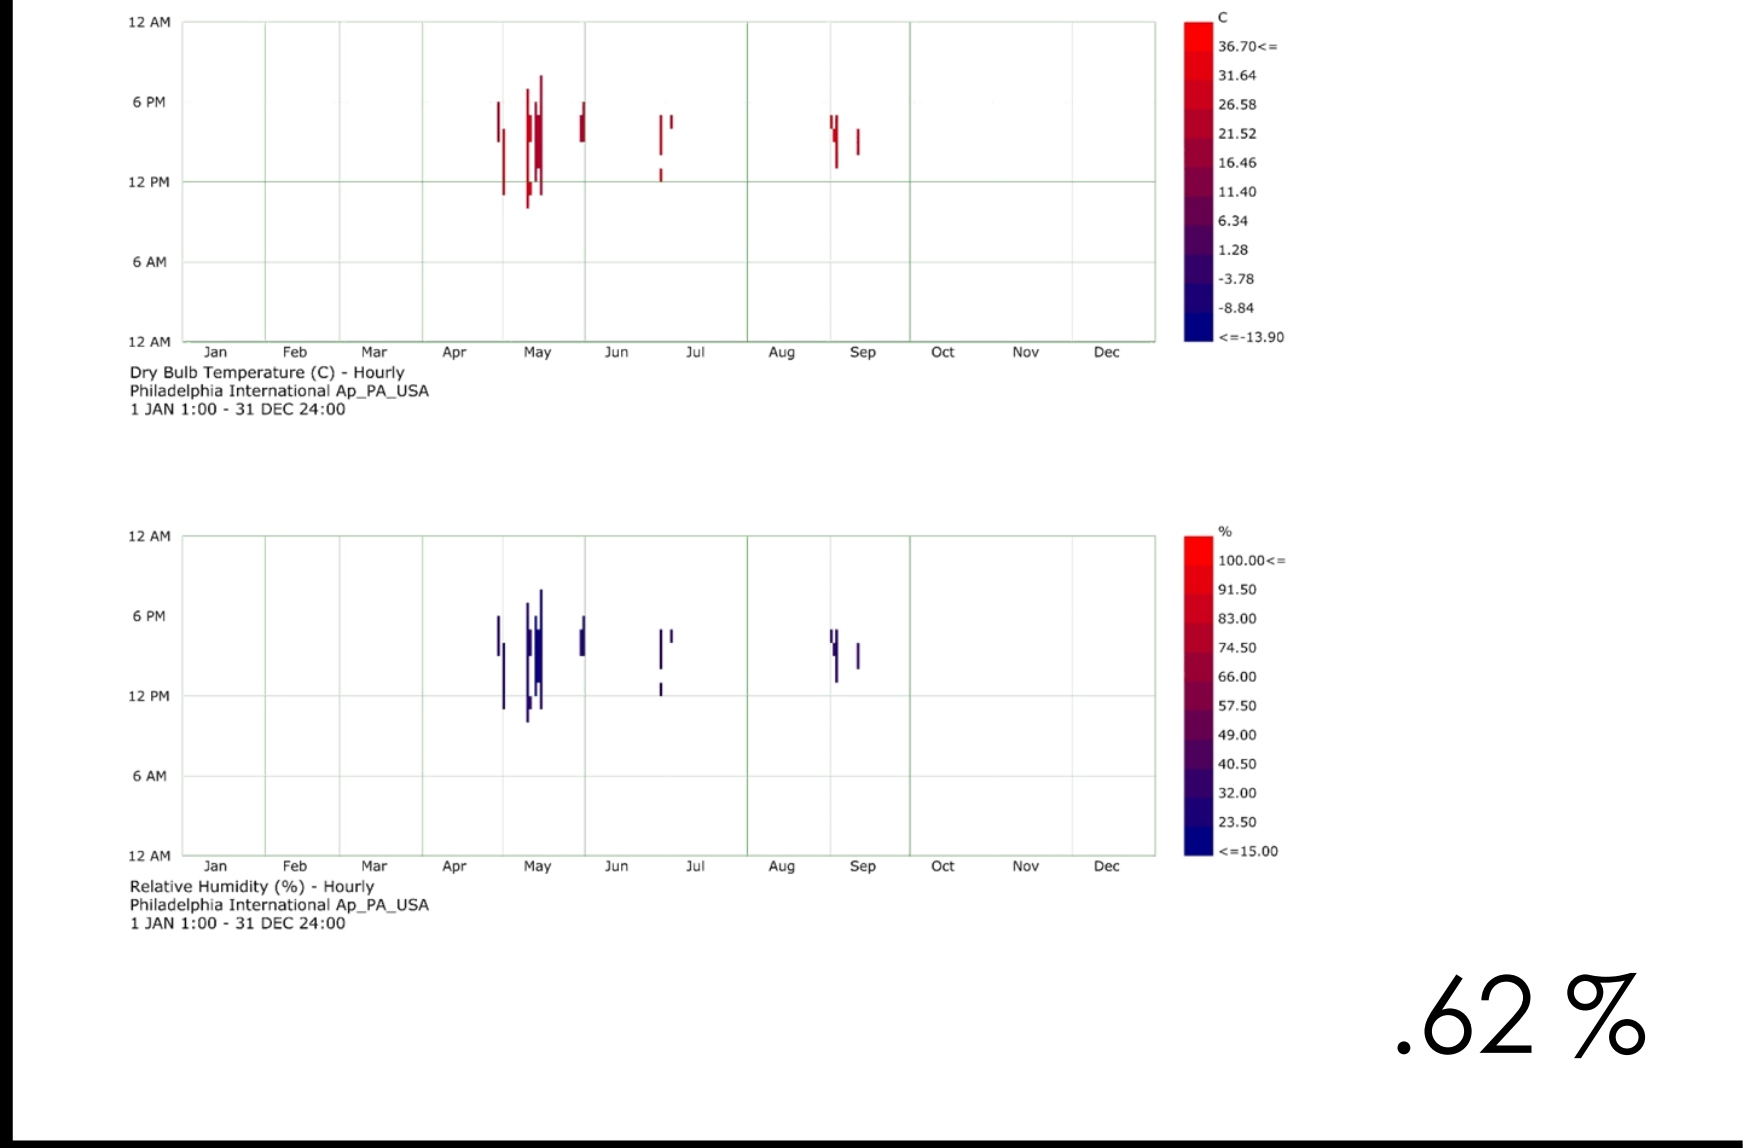 C
12 AM
6 PM
12 PM
6 AM
12 AM
36.70<=
31.64
26.58
21.52
16.46
11.40
6.34
1.28
-3.78
-8.84
<=-13.90
Jan Feb Mar Apr May Jun Jul Aug Sep Oct Nov Dec
Dry Bulb Temperature (C) - Hourly
Philadelphia International Ap_PA_USA
1 JAN 1:00 - 31 DEC 24:00
%
12 AM
6 PM
12 PM
6 AM
12 AM
100.00<=
91.50
83.00
74.50
66.00
57.50
49.00
40.50
32.00
23.50
<=15.00
Jan Feb Mar Apr May Jun Jul Aug Sep Oct Nov Dec
Relative Humidity (%) - Hourly
Philadelphia International Ap_PA_USA
1 JAN 1:00 - 31 DEC 24:00
.62 %